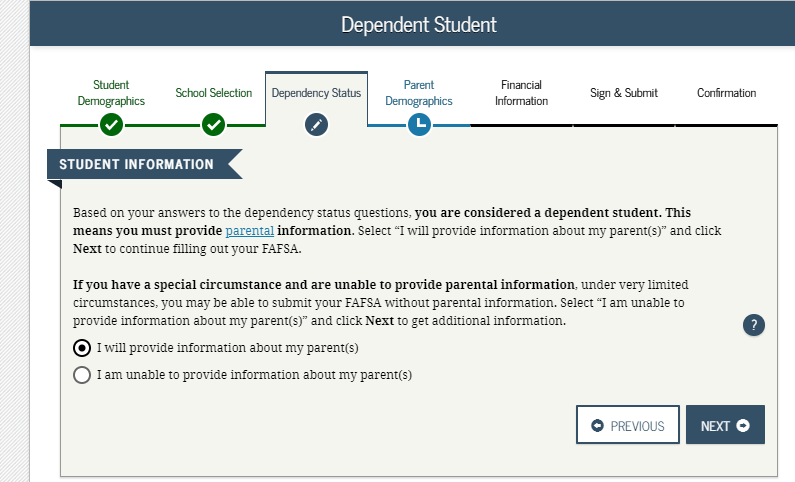 Dependent Student
Student
Demographics
School Selection
Dependency Status
Parent
Demographics
Financial
Information
Sign & Submit
Confirmation
STUDENT INFORMATION
Based on your answers to the dependency status questions, you are considered a dependent student. This
means you must provide parental information. Select “I will provide information about my parent(s)” and click
Next to continue filling out your FAFSA.
If you have a special circumstance and are unable to provide parental information, under very limited
circumstances, you may be able to submit your FAFSA without parental information. Select “I am unable to
provide information about my parent(s)” and click Next to get additional information.
?
I will provide information about my parent(s)
I am unable to provide information about my parent(s)
PREVIOUS
NEXT